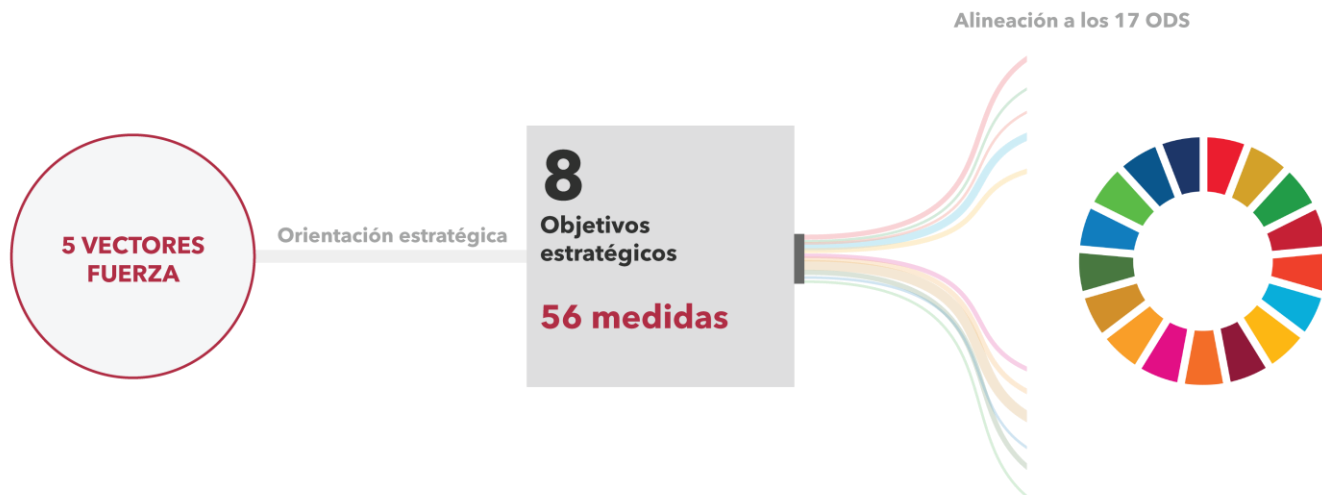 Alineación a los 17 ODS
5 VECTORES
FUERZA
Orientación estratégica
8
Objetivos
estratégicos
56 medidas